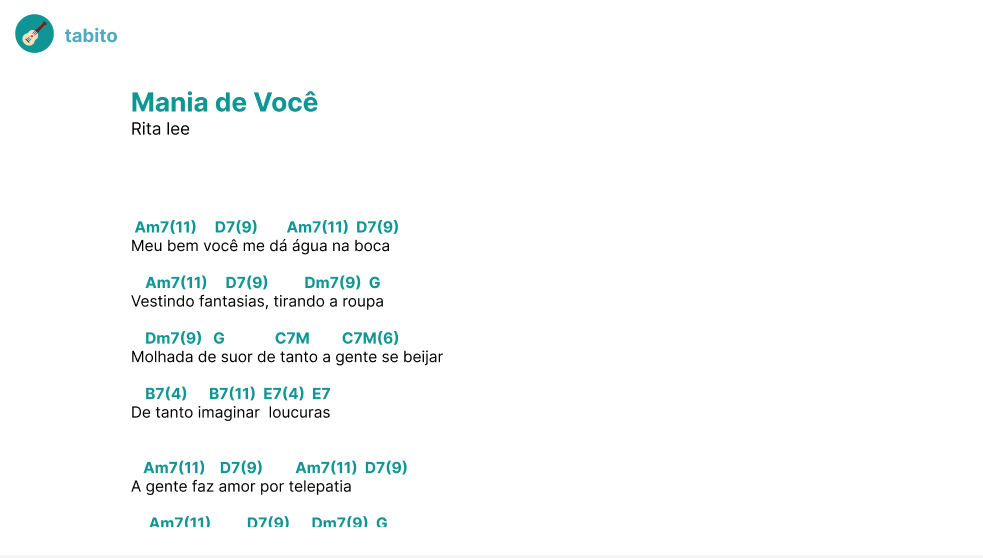 tabito
Mania de Você
Rita lee
Am7(11) D7(9) Am7(11) D7(9)
Meu bem você me dá água na boca
Am7(11) D7(9) Dm7(9) G
Vestindo fantasias, tirando a roupa
Dm7(9) G C7M C7M(6)
Molhada de suor de tanto a gente se beijar
B7(4) B7(11) E7(4) E7
De tanto imaginar loucuras
Am7(11) D7(9) Am7(11) D7(9)
A gente faz amor por telepatia
Am7(11) D7(9) Dm7(9) G